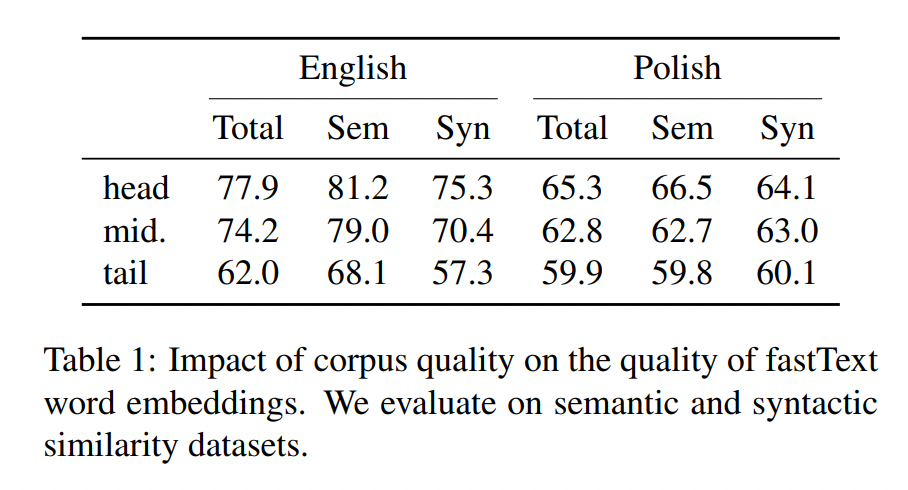 English Polish
Total Sem Syn Total Sem Syn
head 77.9 81.2 75.3 65.3 66.5 64.1
mid. 74.2 79.0 70.4 62.8 62.7 63.0
tail 62.0 68.1 57.3 59.9 59.8 60.1
Table 1: Impact of corpus quality on the quality of fastText
word embeddings. We evaluate on semantic and syntactic
similarity datasets.